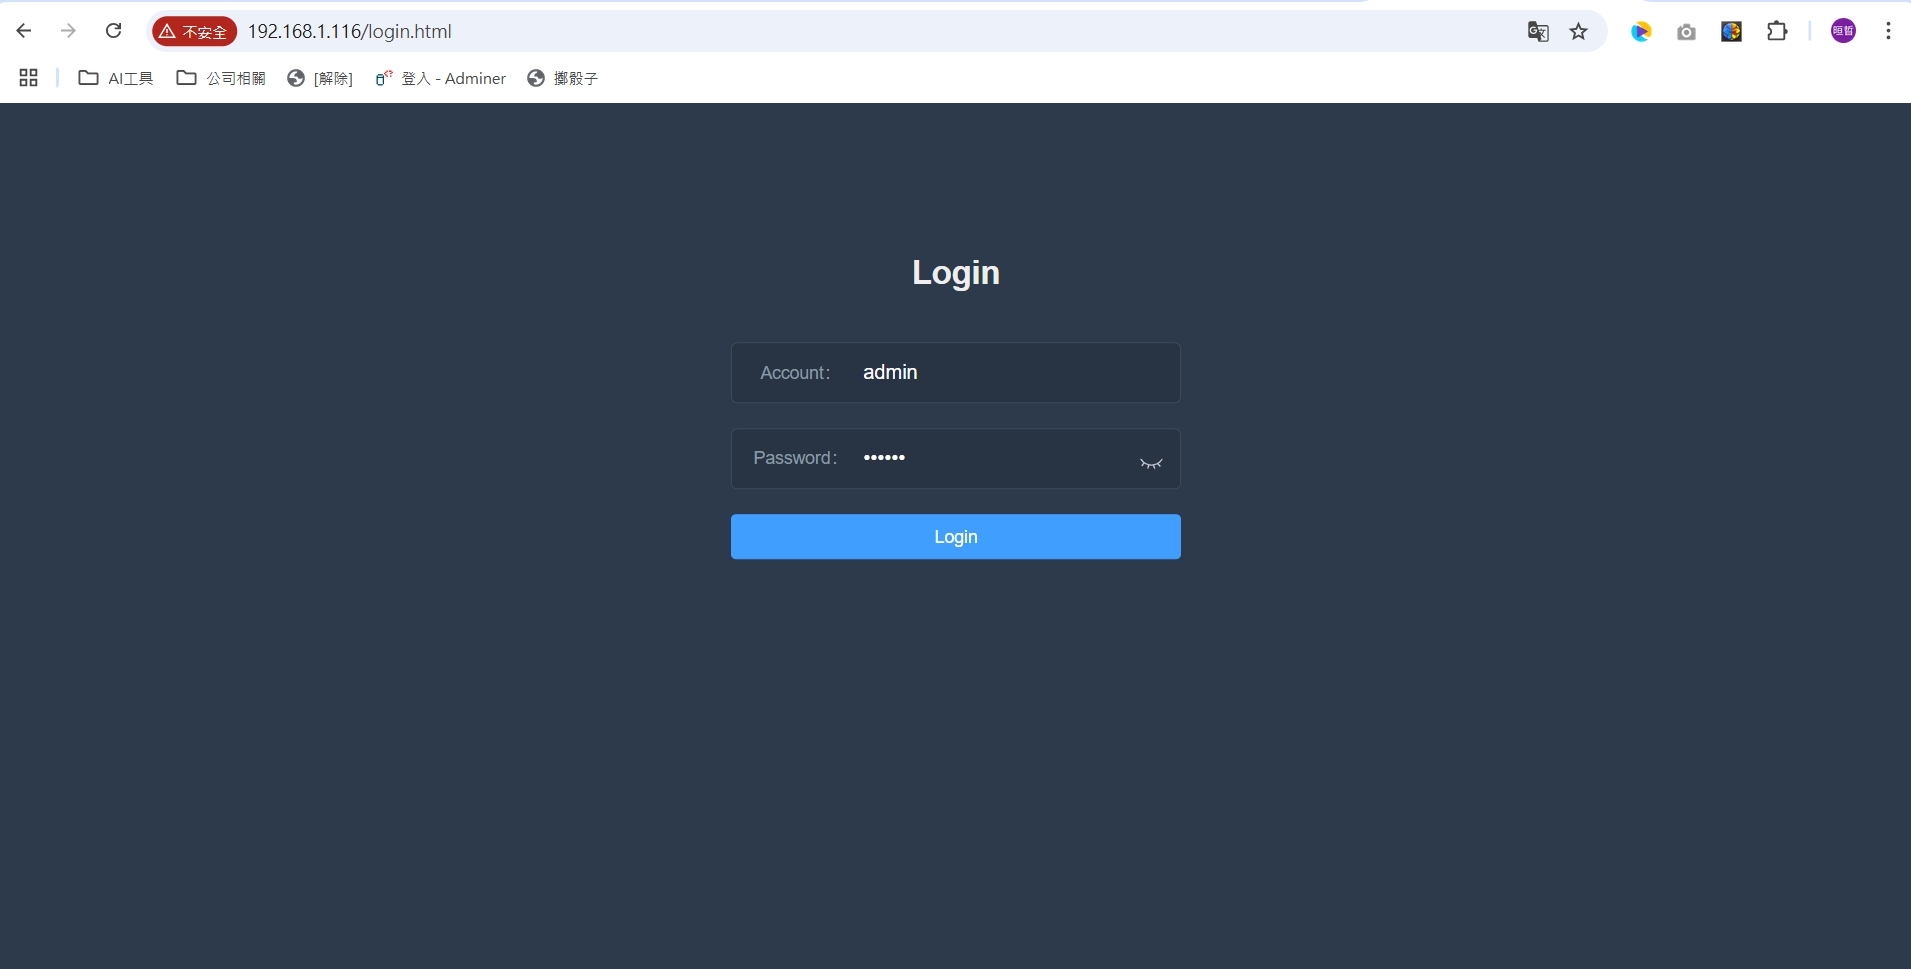 不安全 192.168.1.116/login.html
AI工具 公司相關 [解除] 登入 - Adminer 擲骰子
Login
Account: admin
Password: ••••••
Login